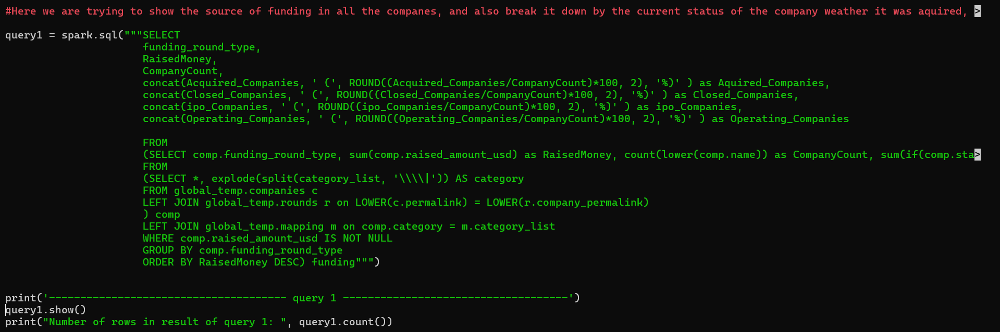 #Here we are trying to show the source of funding in all the companes, and also break it down by the current status of the company weather it was aquired, >
query1 = spark.sql("""SELECT
funding_round_type,
RaisedMoney,
CompanyCount,
concat(Acquired_Companies, ' (', ROUND((Acquired_Companies/CompanyCount)*100, 2), '%)' ) as Aquired_Companies,
concat(Closed_Companies, ' (', ROUND((Closed_Companies/CompanyCount)*100, 2), '%)' ) as Closed_Companies,
concat(ipo_Companies, ' (', ROUND((ipo_Companies/CompanyCount)*100, 2), '%)' ) as ipo_Companies,
concat(Operating_Companies, ' (', ROUND((Operating_Companies/CompanyCount)*100, 2), '%)' ) as Operating_Companies
FROM
(SELECT comp.funding_round_type, sum(comp.raised_amount_usd) as RaisedMoney, count(lower(comp.name)) as CompanyCount, sum(if(comp.sta>
FROM
(SELECT *, explode(split(category_list, '\\\\|')) AS category
FROM global_temp.companies c
LEFT JOIN global_temp.rounds r on LOWER(c.permalink) = LOWER(r.company_permalink)
) comp
LEFT JOIN global_temp.mapping m on comp.category = m.category_list
WHERE comp.raised_amount_usd IS NOT NULL
GROUP BY comp.funding_round_type
ORDER BY RaisedMoney DESC) funding""")
print('-------------------------------------- query 1 ------------------------------------')
query1.show()
print("Number of rows in result of query 1: ", query1.count())